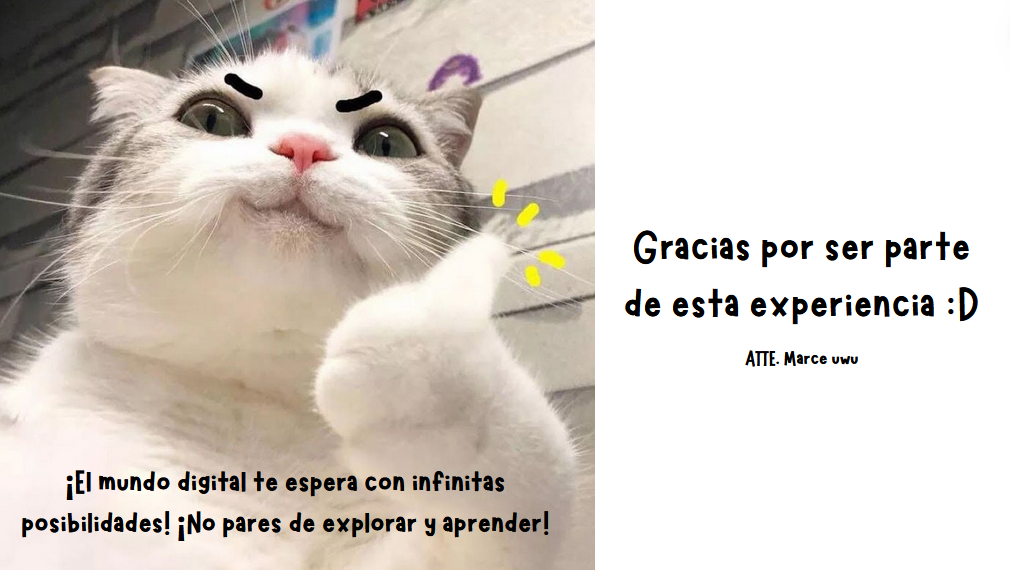 ¡El mundo digital te espera con infinitas
posibilidades! ¡No pares de explorar y aprender!
Gracias por ser parte
de esta experiencia :D
ATTE. Marce uwu